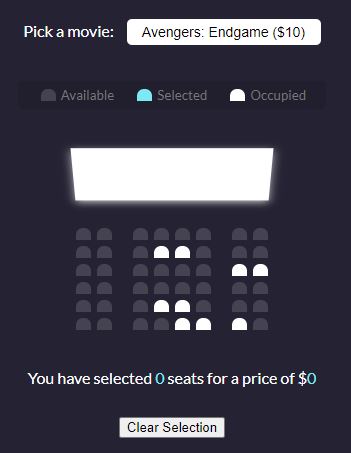 Pick a movie: Avengers: Endgame ($10)
Available Selected Occupied
You have selected 0 seats for a price of $0
Clear Selection